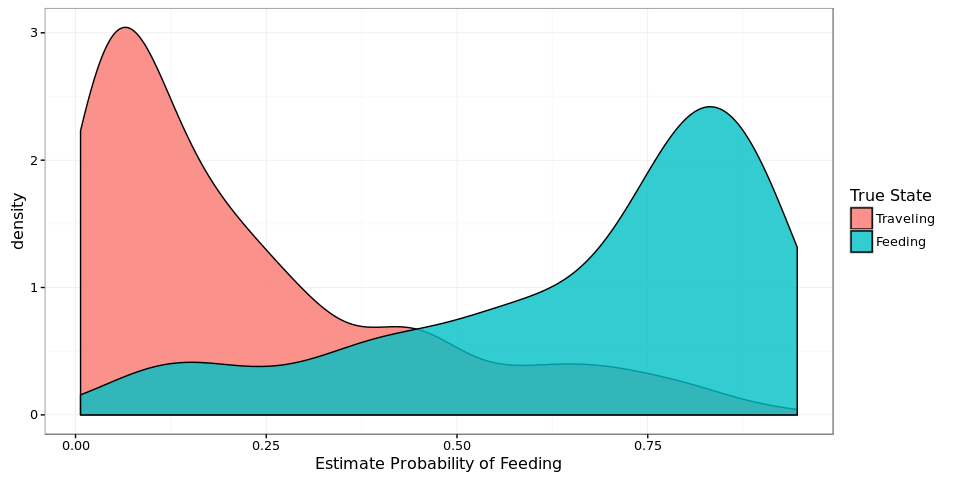 3
2
1
0
density
0.00 0.25 0.50 0.75
Estimate Probability of Feeding
True State
Traveling
Feeding